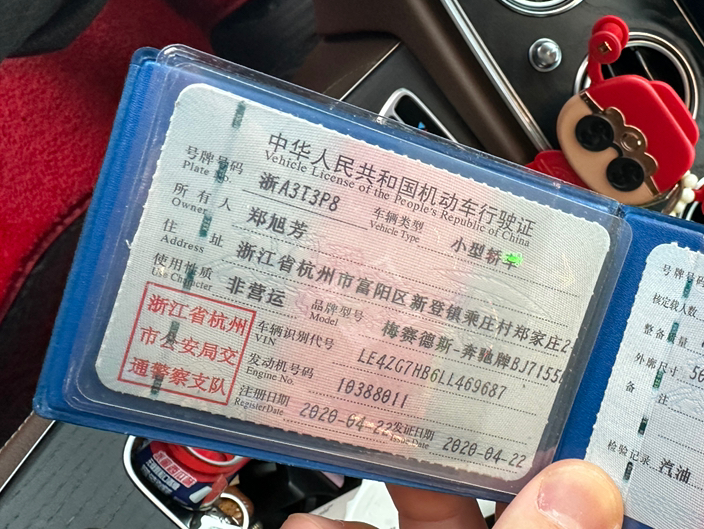 中华人民共和国机动车行驶证
Vehicle License of the People's Republic of China
号牌号码 浙A3T3P8 车辆类型 小型轿车
Plate No. Vehicle Type
所有人 郑旭芳
Owner
住址 浙江省杭州市富阳区新登镇乘庄村郑家庄2
Address
使用性质 非营运 品牌型号 梅赛德斯-奔驰牌BJ7155
Use Character Model
浙江省杭州
市公安局交
通警察支队
车辆识别代号 LE4ZG7HB6LL469687
VIN
发动机号码 10388011
Engine No.
注册日期 2020-04-22 发证日期 2020-04-22
Register Date Issue Date
号牌号码
核定载人数
整备质量
外廓尺寸 50
备注
检验记录 汽油